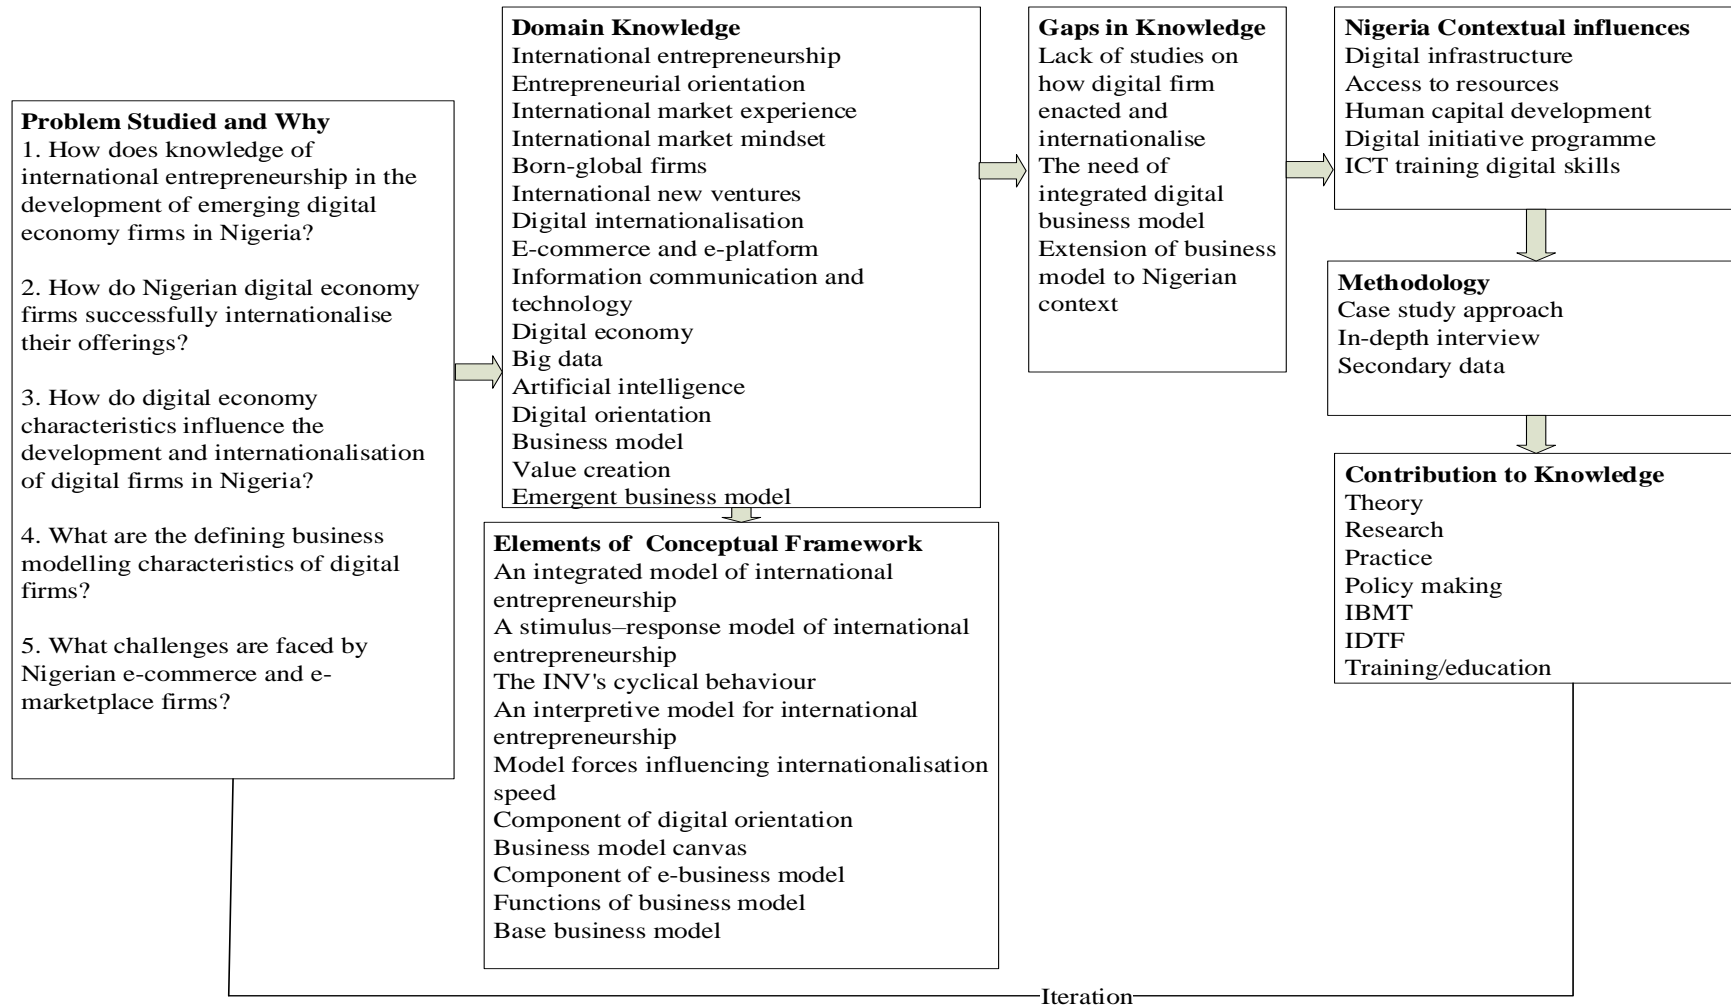 Problem Studied and Why
1. How does knowledge of
international entrepreneurship in the
development of emerging digital
economy firms in Nigeria?
2. How do Nigerian digital economy
firms successfully internationalise
their offerings?
3. How do digital economy
characteristics influence the
development and internationalisation
of digital firms in Nigeria?
4. What are the defining business
modelling characteristics of digital
firms?
5. What challenges are faced by
Nigerian e-commerce and e-
marketplace firms?
Domain Knowledge
International entrepreneurship
Entrepreneurial orientation
International market experience
International market mindset
Born-global firms
International new ventures
Digital internationalisation
E-commerce and e-platform
Information communication and
technology
Digital economy
Big data
Artificial intelligence
Digital orientation
Business model
Value creation
Emergent business model
Elements of Conceptual Framework
An integrated model of international
entrepreneurship
A stimulus–response model of international
entrepreneurship
The INV's cyclical behaviour
An interpretive model for international
entrepreneurship
Model forces influencing internationalisation
speed
Component of digital orientation
Business model canvas
Component of e-business model
Functions of business model
Base business model
Gaps in Knowledge
Lack of studies on
how digital firm
enacted and
internationalise
The need of
integrated digital
business model
Extension of business
model to Nigerian
context
Nigeria Contextual influences
Digital infrastructure
Access to resources
Human capital development
Digital initiative programme
ICT training digital skills
Methodology
Case study approach
In-depth interview
Secondary data
Contribution to Knowledge
Theory
Research
Practice
Policy making
IBMT
IDTF
Training/education
Iteration